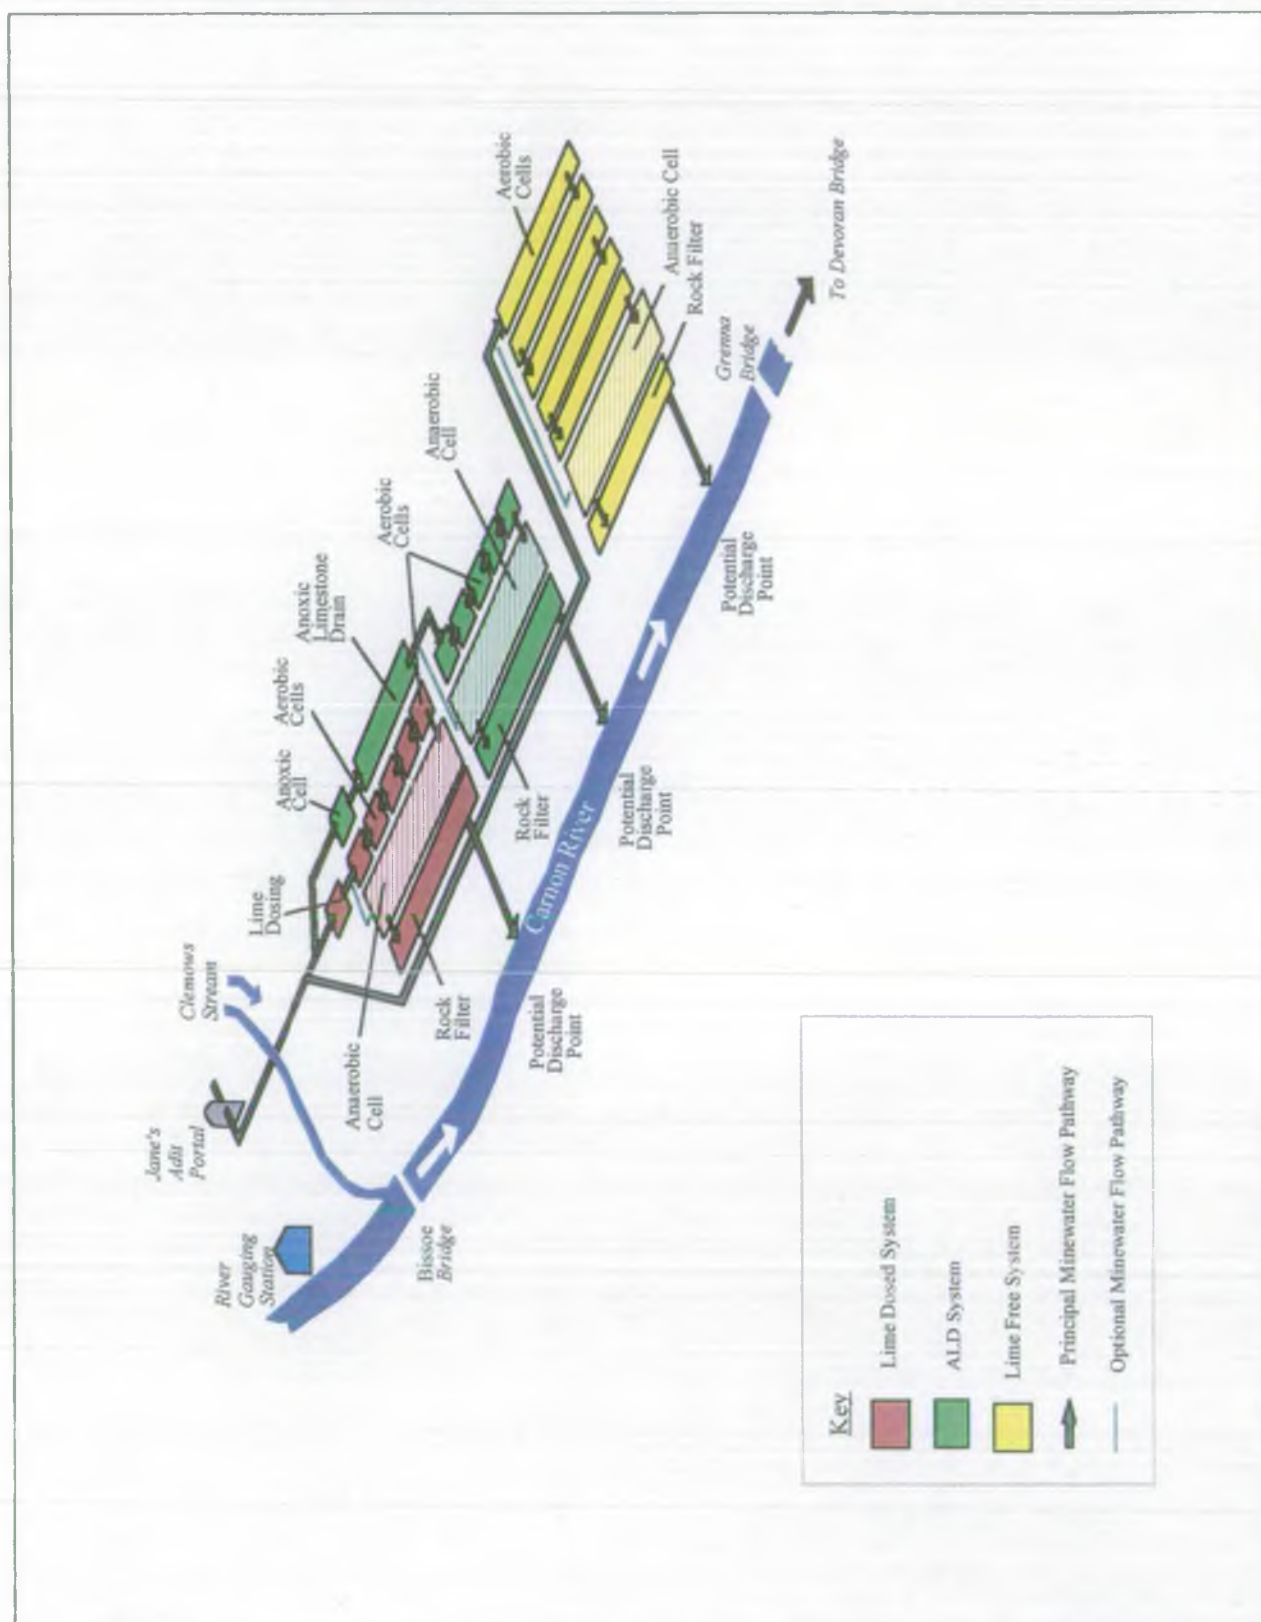 River
Gauging
Station
Jane's
Adit
Portal
Clemows
Stream
Lime
Dosing
Anoxic
Cell
Aerobic
Cells
Anoxic
Limestone
Drain
Aerobic
Cells
Anaerobic
Cell
Aerobic
Cells
Bissoe
Bridge
Anaerobic
Cell
Rock
Filter
Rock
Filter
Anaerobic Cell
Rock Filter
Carnon River
Potential
Discharge
Point
Potential
Discharge
Point
Potential
Discharge
Point
Grenna
Bridge
To Devoran Bridge
Key
Lime Dosed System
ALD System
Lime Free System
Principal Minewater Flow Pathway
Optional Minewater Flow Pathway